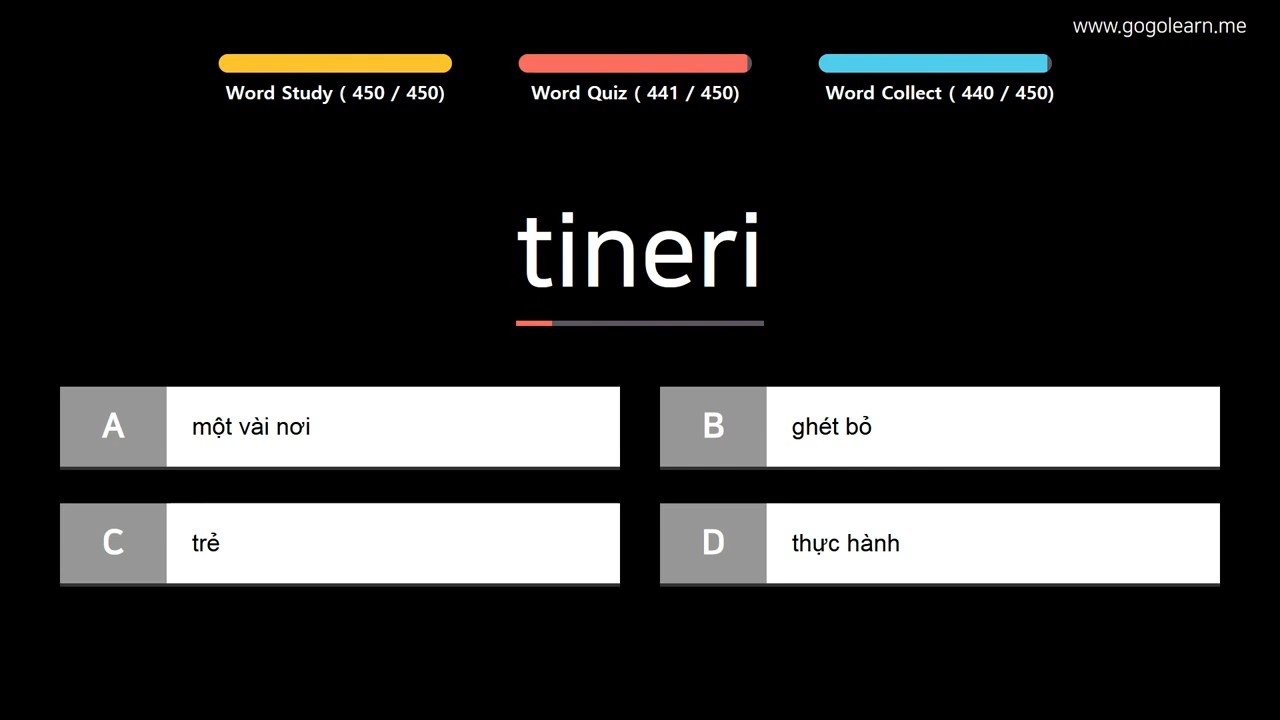 www.gogolearn.me
Word Study ( 450 / 450)
Word Quiz ( 441 / 450)
Word Collect ( 440 / 450)
tineri
A
một vài nơi
B
ghét bỏ
C
trẻ
D
thực hành